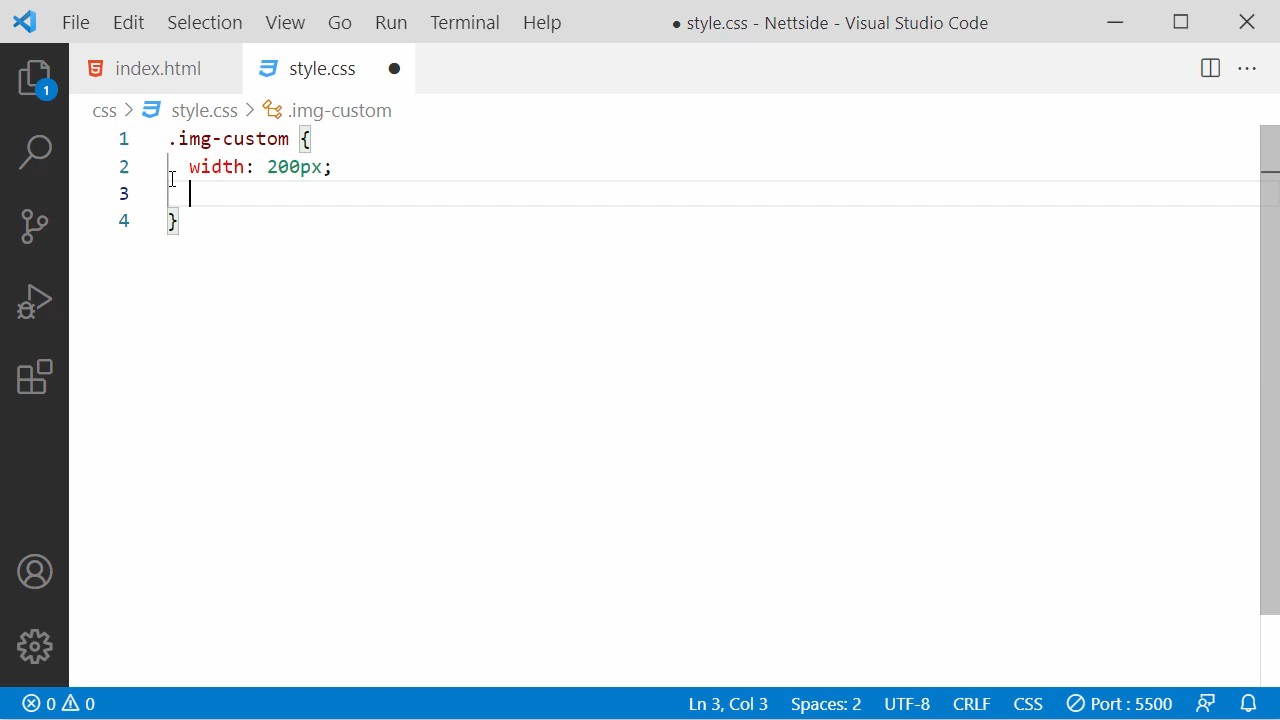 File Edit Selection View Go Run Terminal Help ● style.css - Nettside - Visual Studio Code
index.html style.css ●
css > style.css > .img-custom
1 .img-custom {
2 width: 200px;
3
4 }
1
0 0 Ln 3, Col 3 Spaces: 2 UTF-8 CRLF CSS Port : 5500